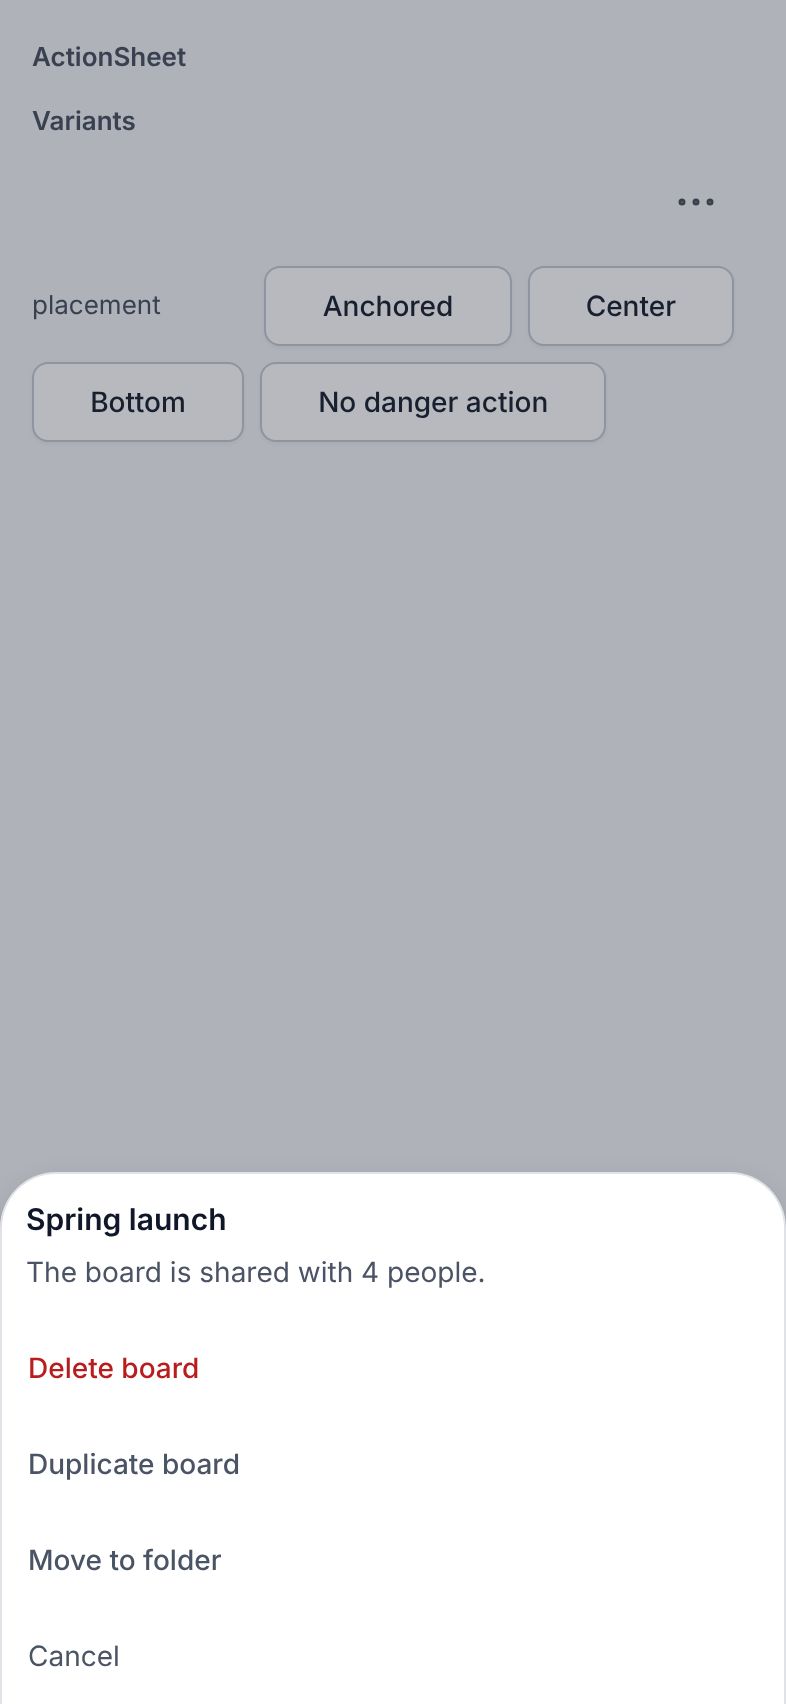 ActionSheet
Variants
placement
Anchored
Center
Bottom
No danger action
Spring launch
The board is shared with 4 people.
Delete board
Duplicate board
Move to folder
Cancel